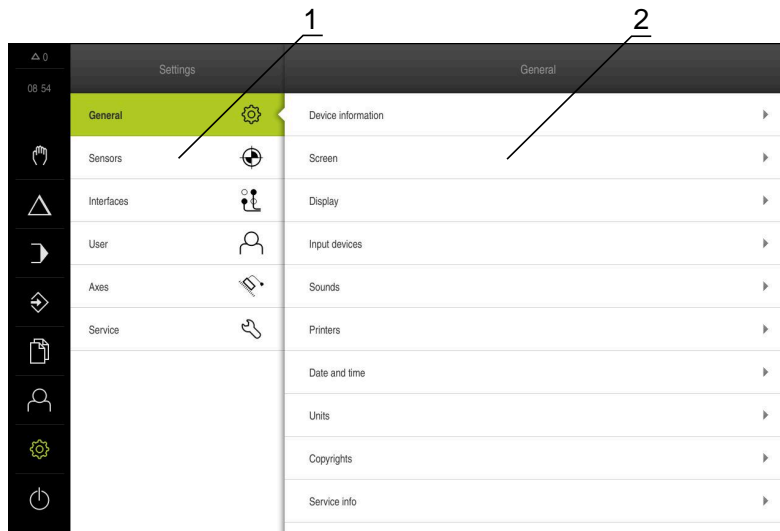 1
2
0
08 54
Settings
General
General
Sensors
Interfaces
User
Axes
Service
Device information
Screen
Display
Input devices
Sounds
Printers
Date and time
Units
Copyrights
Service info